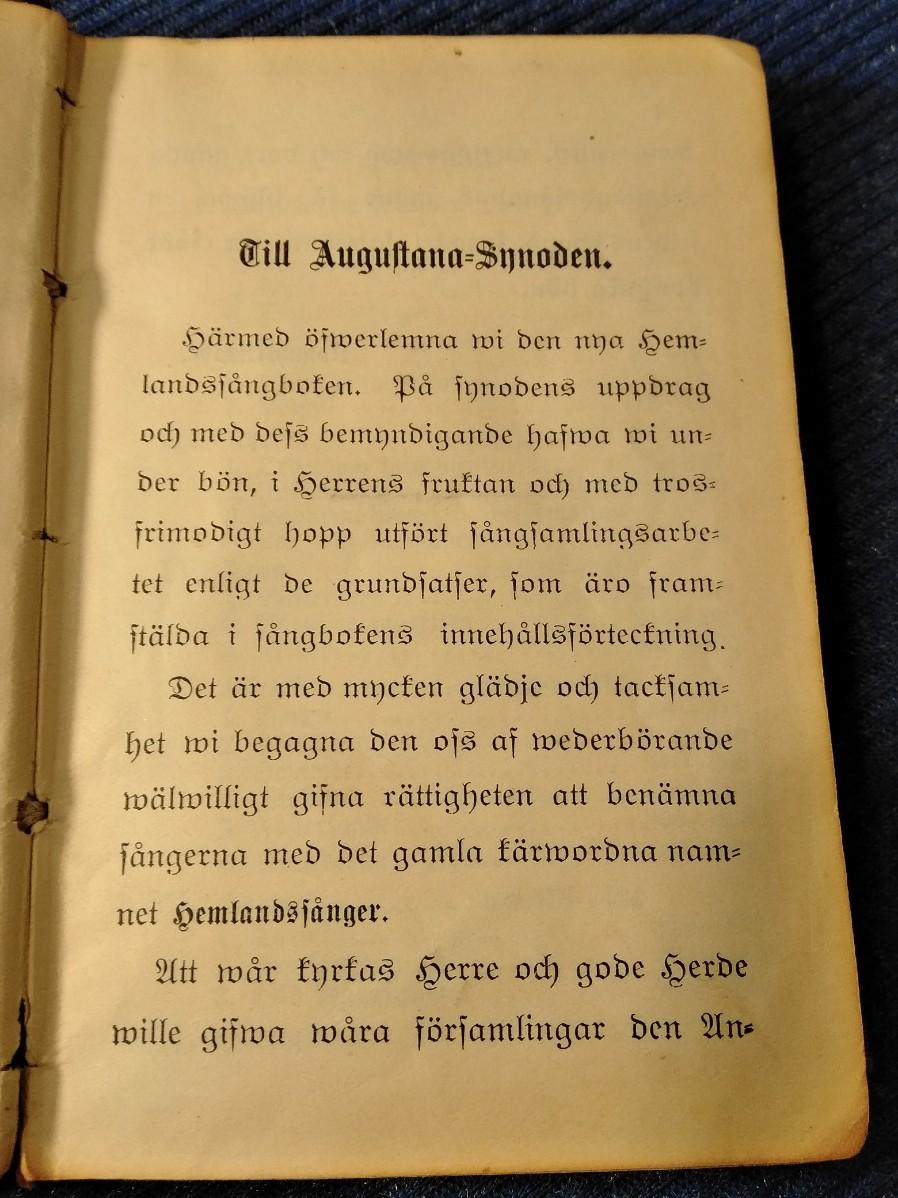 Till Augustana-Synoden.
Härmed öfwerlemna wi den nya Hem-
landssångboken. På synodens uppdrag
och med dess bemyndigande hafwa wi un-
der bön, i Herrens fruktan och med tros-
frimodigt hopp utfört sångsamlingsarbe-
tet enligt de grundsatser, som äro fram-
stälda i sångbokens innehållsförteckning.
Det är med mycken glädje och tacksam-
het wi begagna den oss af wederbörande
wälwilligt gifna rättigheten att benämna
sångerna med det gamla kärwordna nam-
net Hemlandssånger.
Att wår kyrkas Herre och gode Herde
wille gifwa wåra församlingar den An-